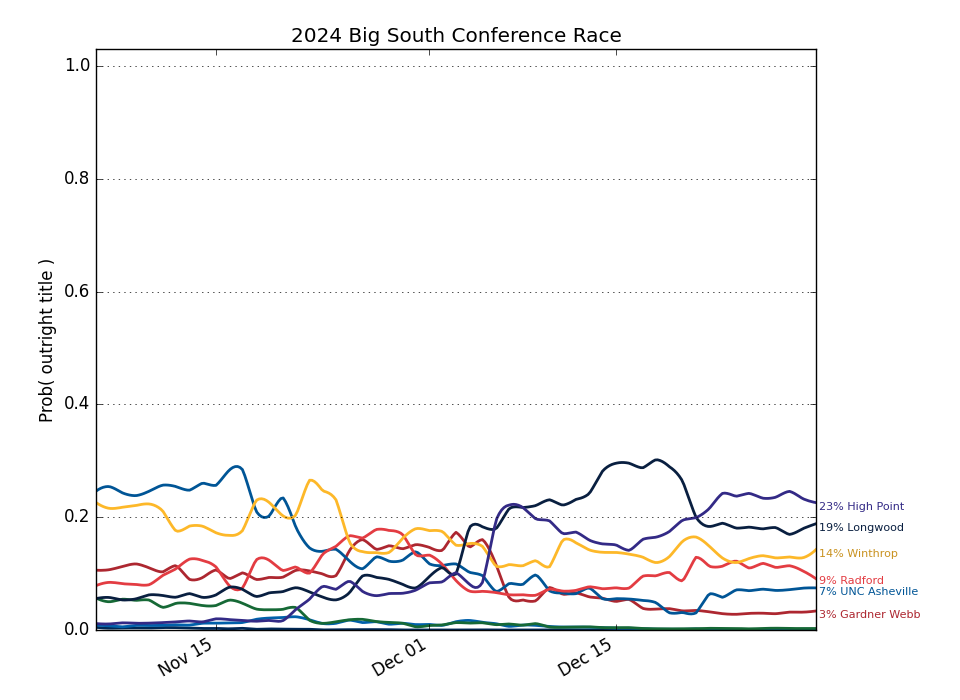 2024 Big South Conference Race
Prob( outright title )
1.0
0.8
0.6
0.4
0.2
0.0
Nov 15
Dec 01
Dec 15
23% High Point
19% Longwood
14% Winthrop
9% Radford
7% UNC Asheville
3% Gardner Webb